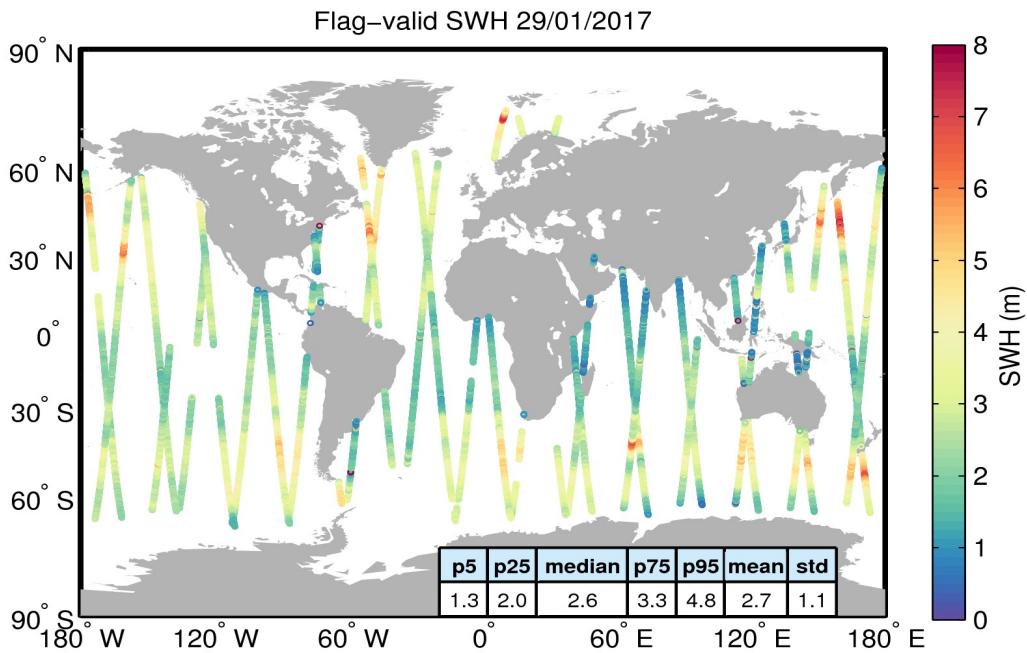 Flag−valid SWH 29/01/2017
90° N
60° N
30° N
0°
30° S
60° S
90° S
180° W
120° W
60° W
0°
60° E
120° E
180° E
p5 p25 median p75 p95 mean std
1.3 2.0 2.6 3.3 4.8 2.7 1.1
8
7
6
5
4
3
2
1
0
SWH (m)